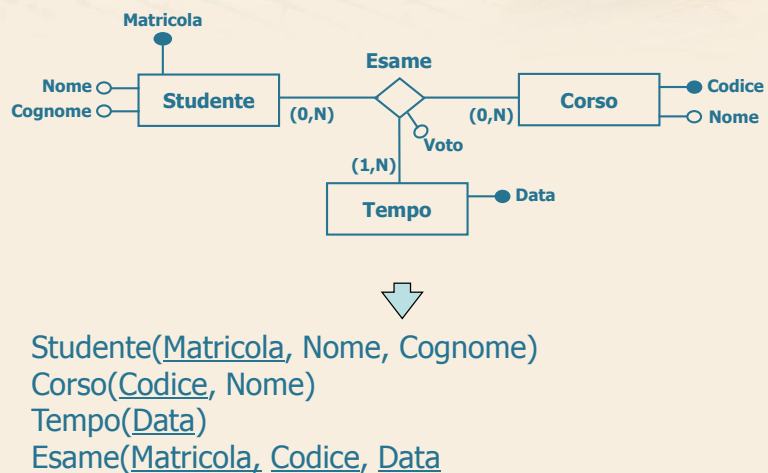 Matricola
Esame
Nome
Cognome
Studente
(0,N)
(0,N)
Corso
Codice
Nome
Voto
(1,N)
Tempo
Data
Studente(Matricola, Nome, Cognome)
Corso(Codice, Nome)
Tempo(Data)
Esame(Matricola, Codice, Data